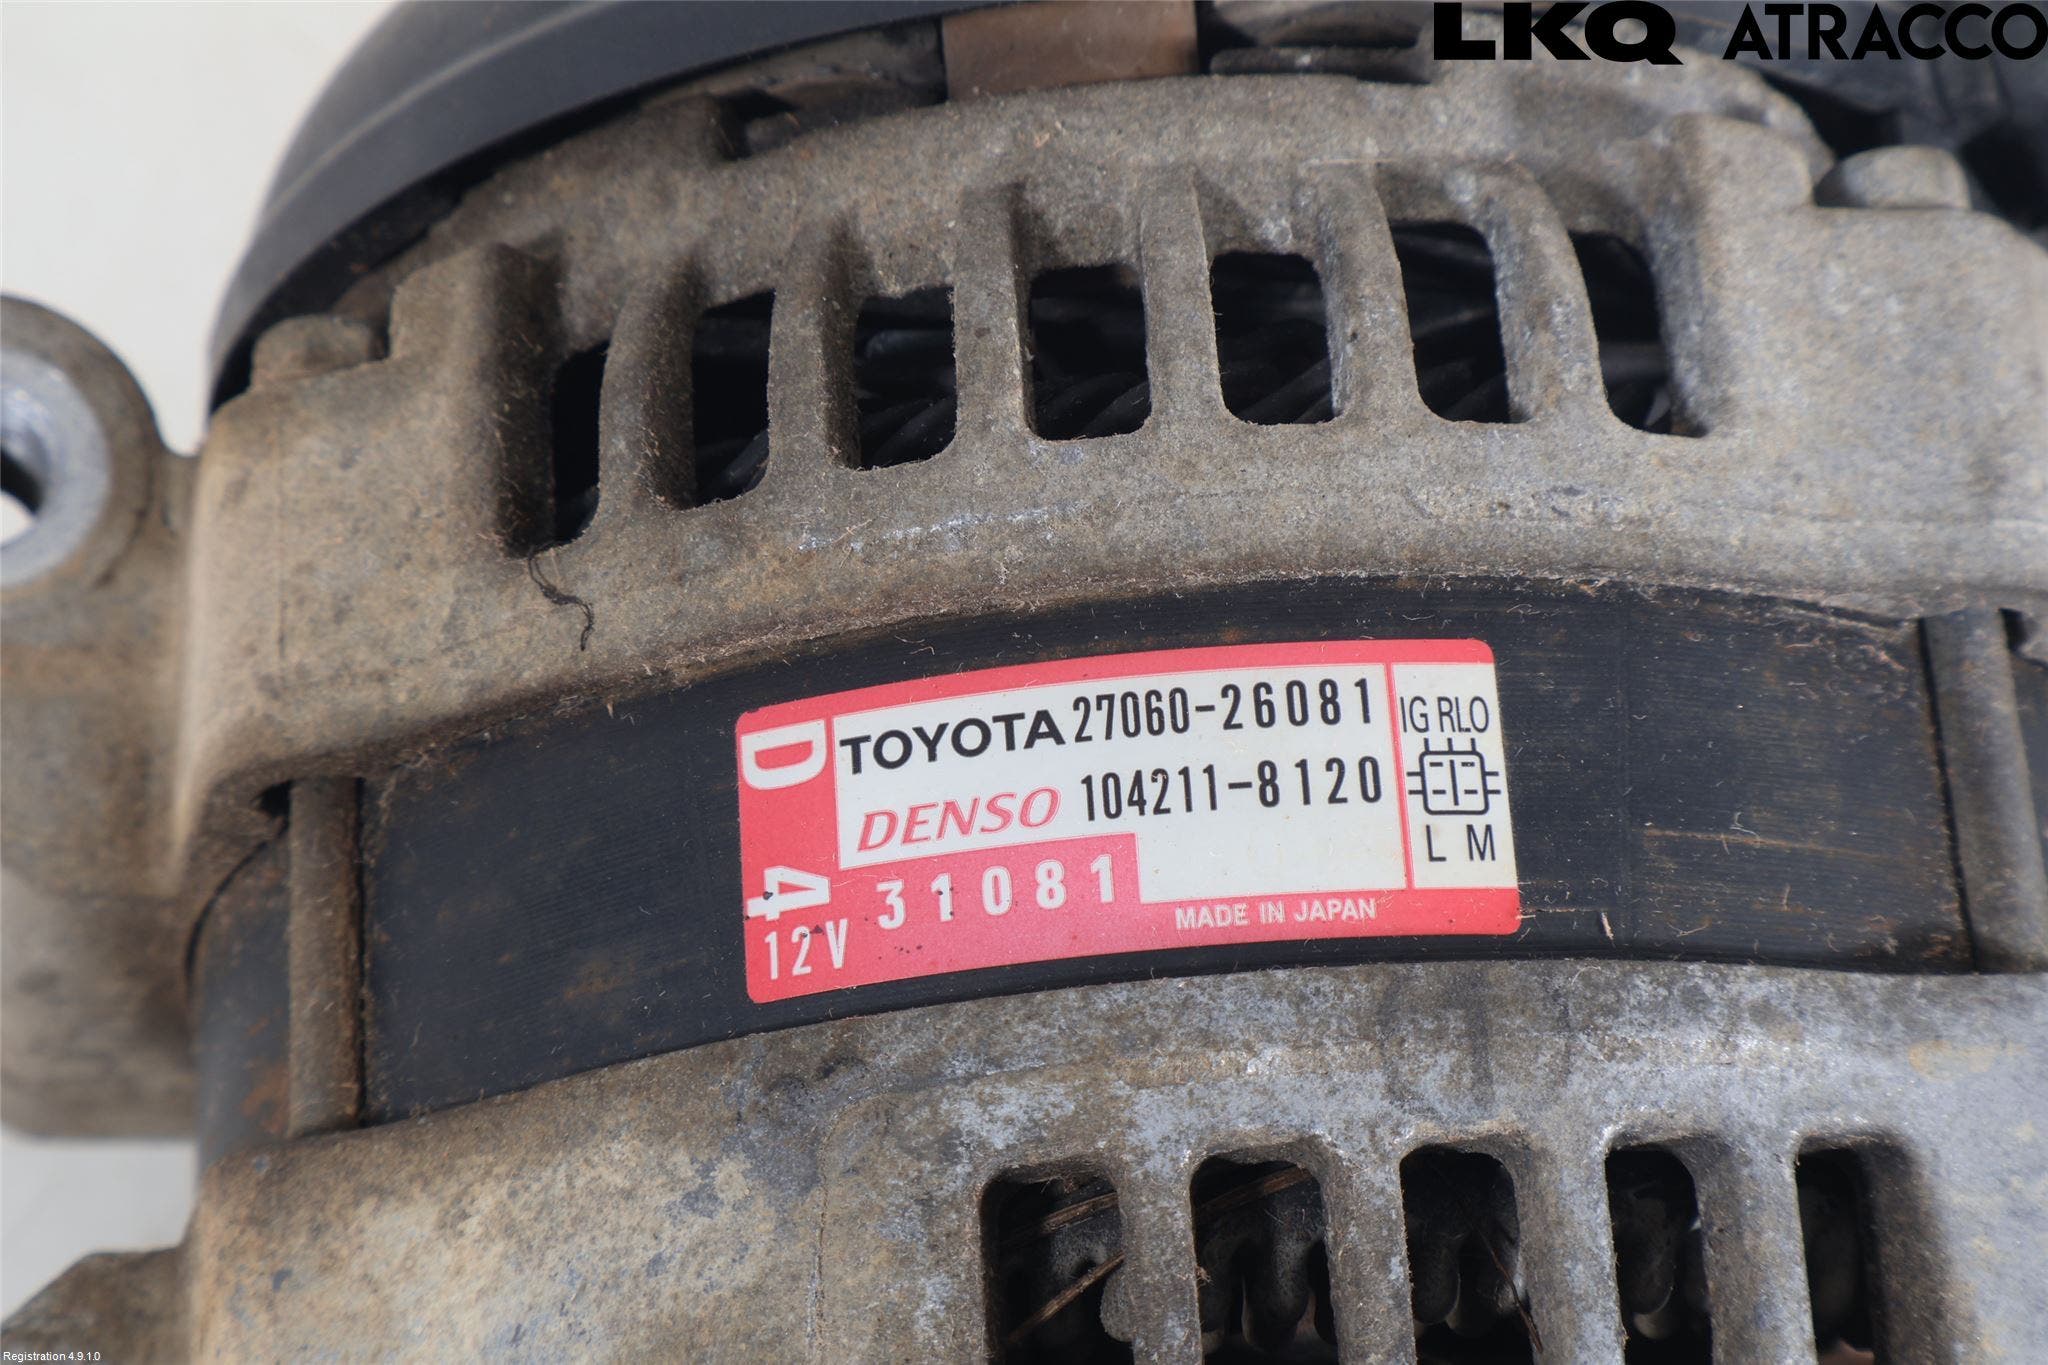 LKQ ATRACCO
D4
TOYOTA 27060-26081
DENSO 104211-8120
31081
12V
MADE IN JAPAN
IG RLO
L M
Registration 4.9.1.0